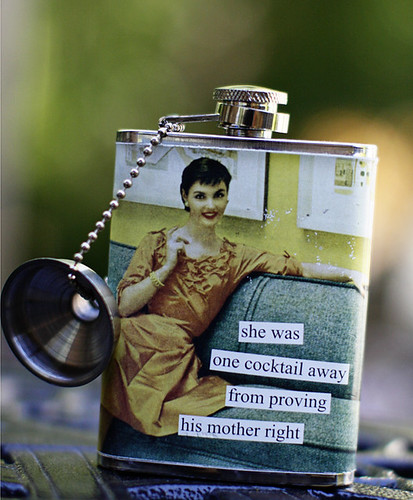 she was
one cocktail away
from proving
his mother right